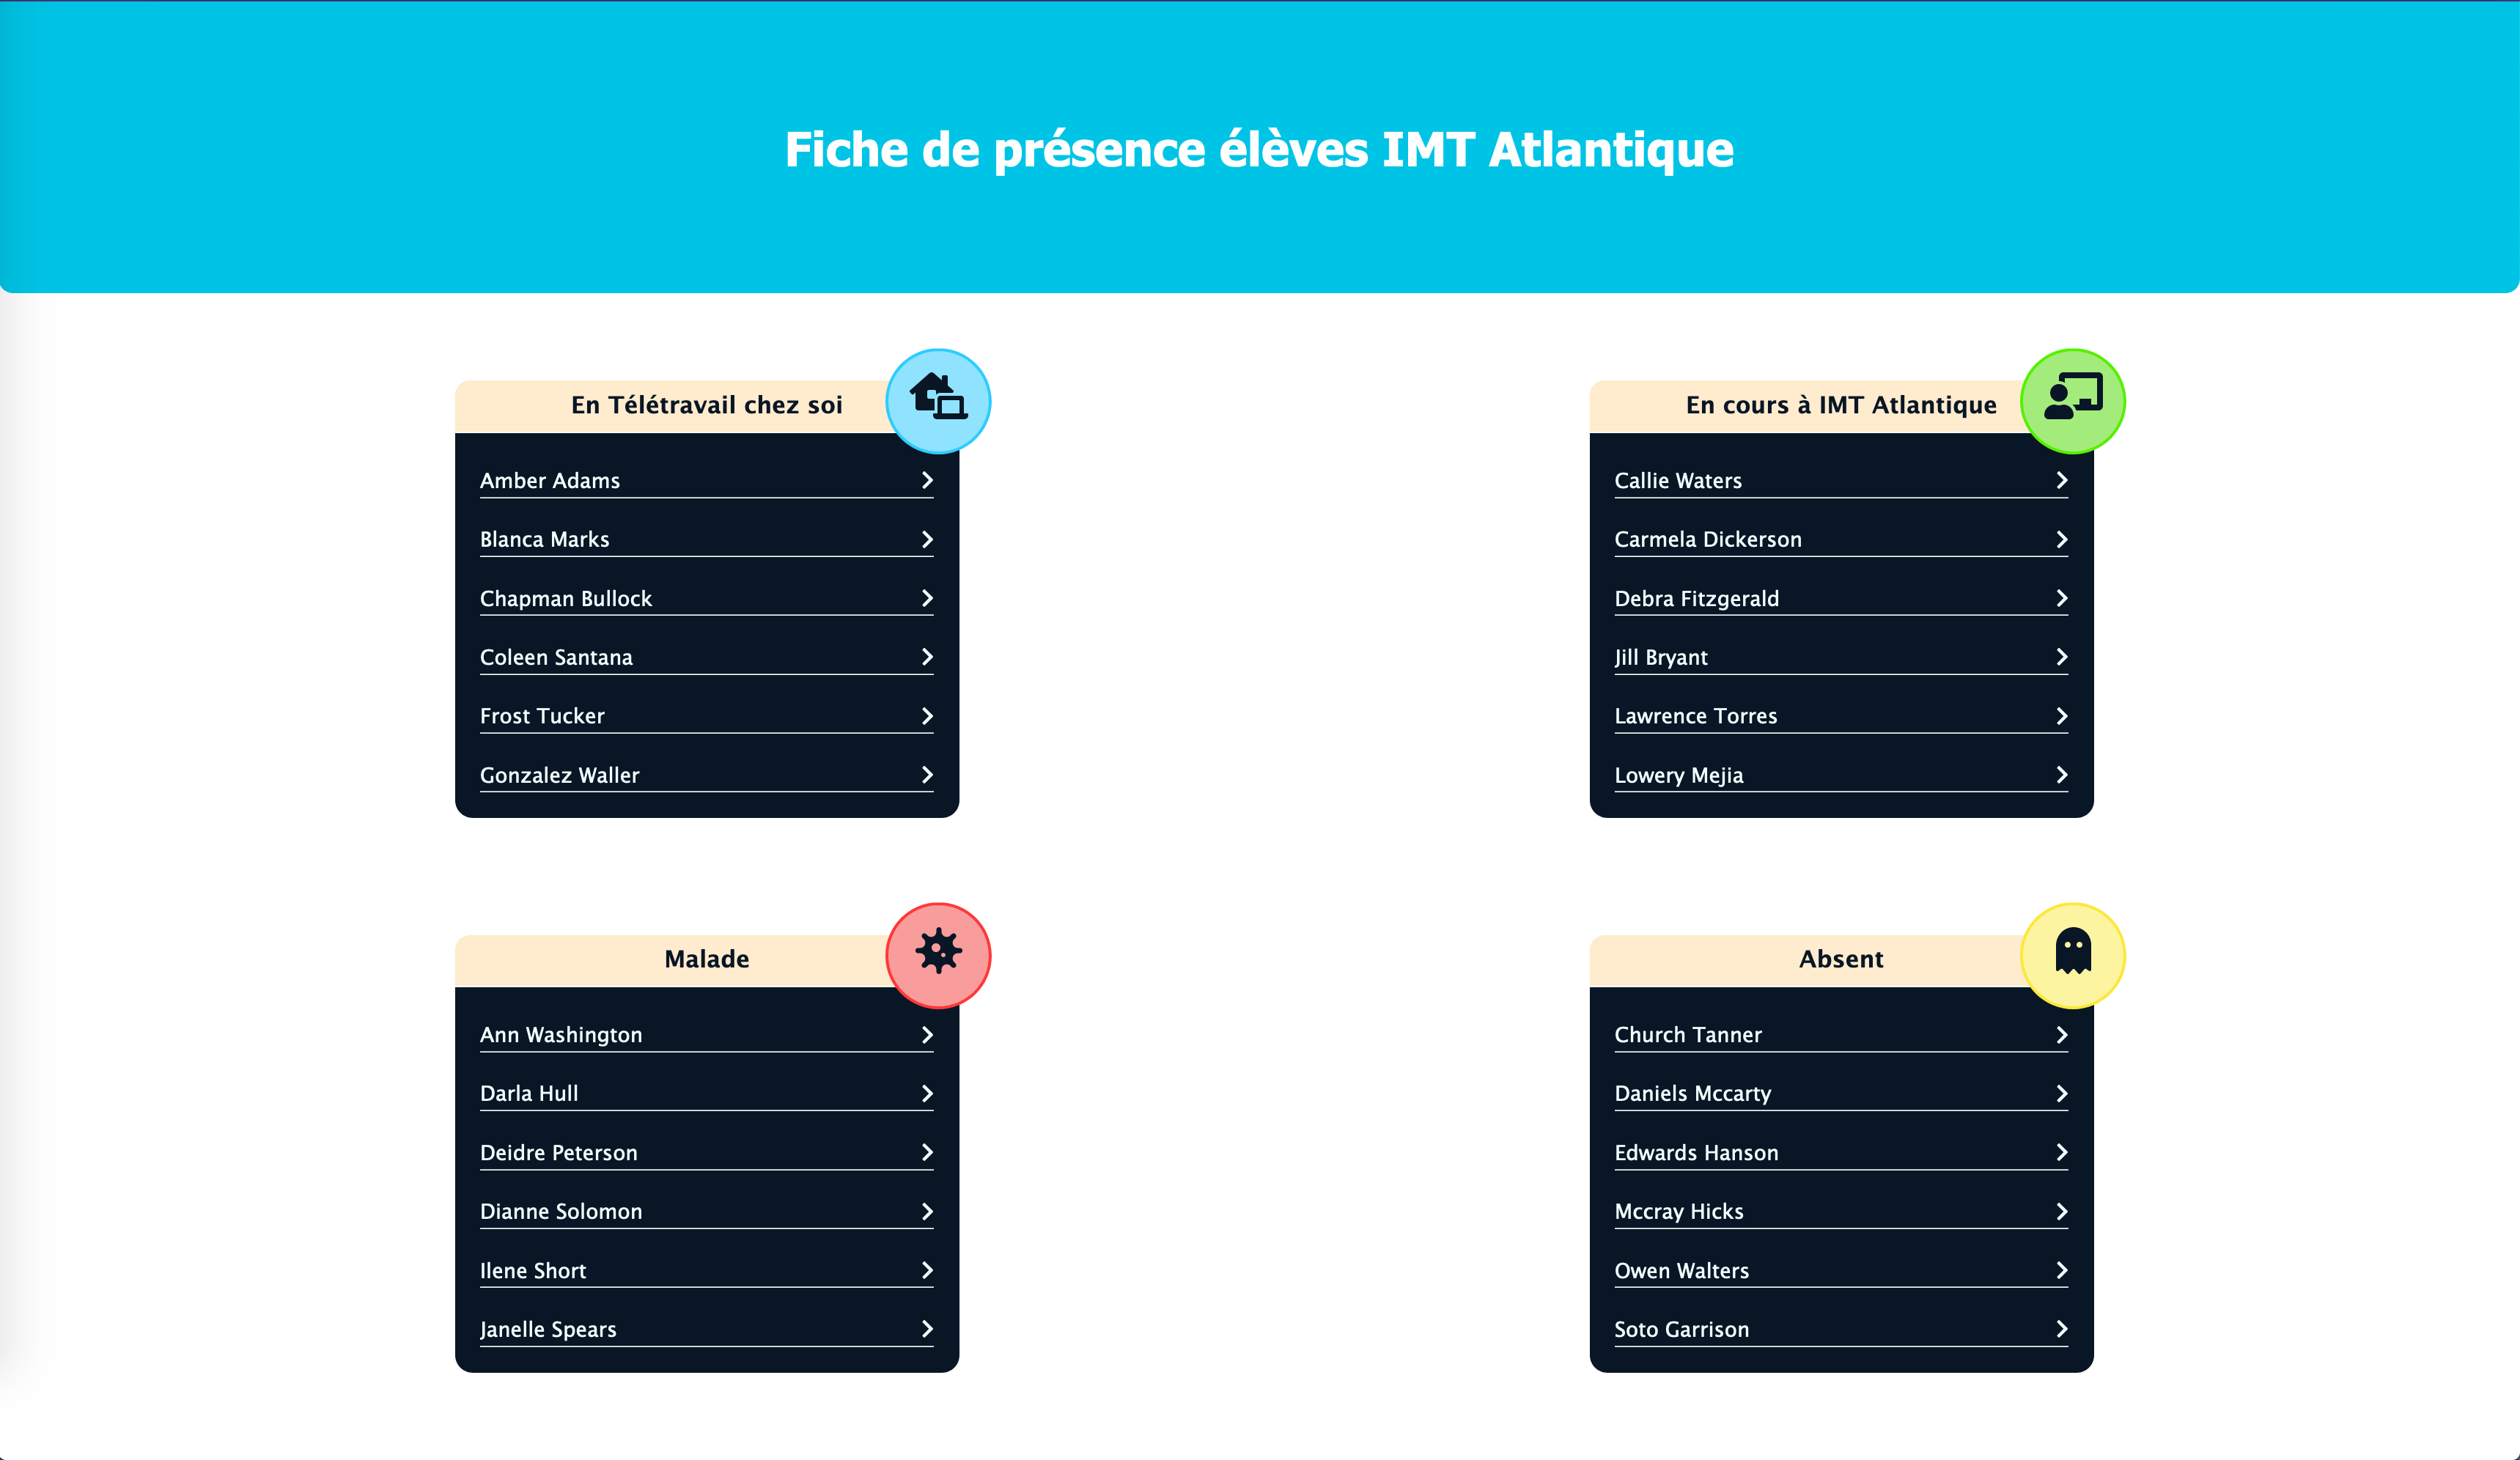 Fiche de présence élèves IMT Atlantique
En Télétravail chez soi
Amber Adams
Blanca Marks
Chapman Bullock
Coleen Santana
Frost Tucker
Gonzalez Waller
En cours à IMT Atlantique
Callie Waters
Carmela Dickerson
Debra Fitzgerald
Jill Bryant
Lawrence Torres
Lowery Mejia
Malade
Ann Washington
Darla Hull
Deidre Peterson
Dianne Solomon
Ilene Short
Janelle Spears
Absent
Church Tanner
Daniels Mccarty
Edwards Hanson
Mccray Hicks
Owen Walters
Soto Garrison